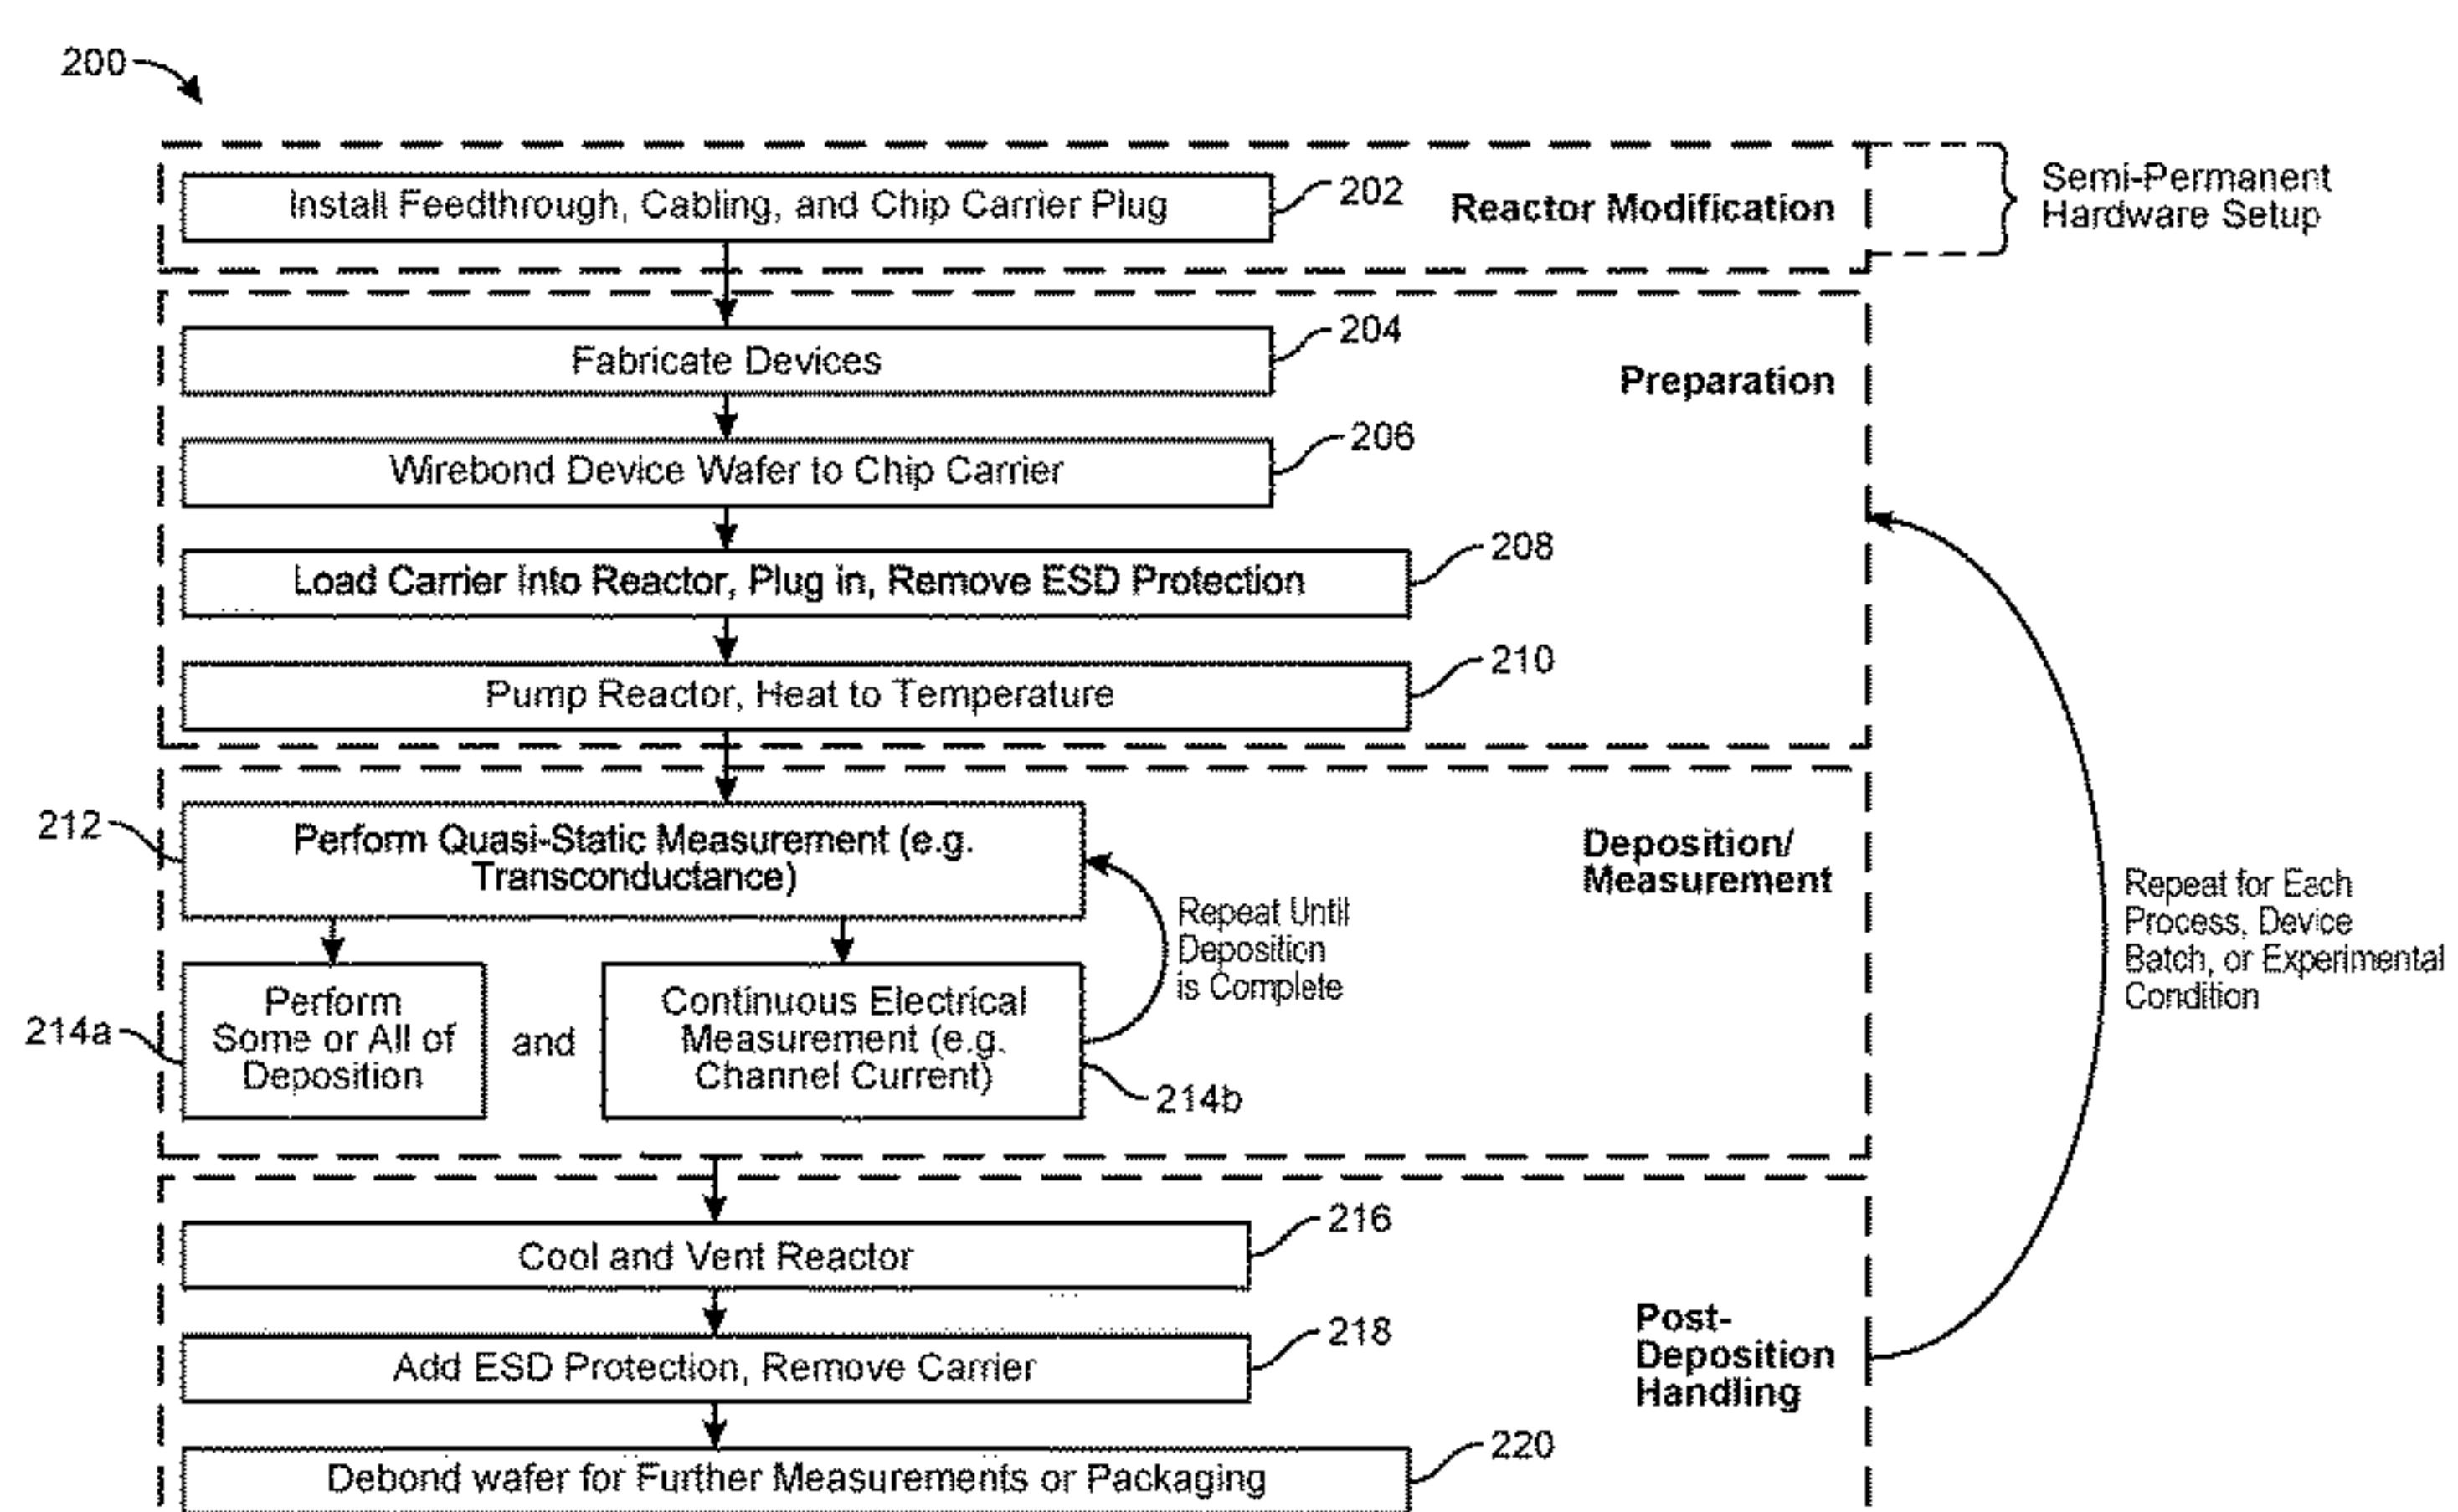 200
Install Feedthrough, Cabling, and Chip Carrier Plug
202
Reactor Modification
Semi-Permanent
Hardware Setup
Fabricate Devices
204
Preparation
Wirebond Device Wafer to Chip Carrier
206
Load Carrier Into Reactor, Plug in, Remove ESD Protection
208
Pump Reactor, Heat to Temperature
210
212
Perform Quasi-Static Measurement (e.g.
Transconductance)
Deposition/
Measurement
Repeat Until
Deposition
is Complete
214a
Perform
Some or All of
Deposition
and
Continuous Electrical
Measurement (e.g.
Channel Current)
214b
Repeat for Each
Process, Device
Batch, or Experimental
Condition
Cool and Vent Reactor
216
Add ESD Protection, Remove Carrier
218
Post-
Deposition
Handling
Debond wafer for Further Measurements or Packaging
220